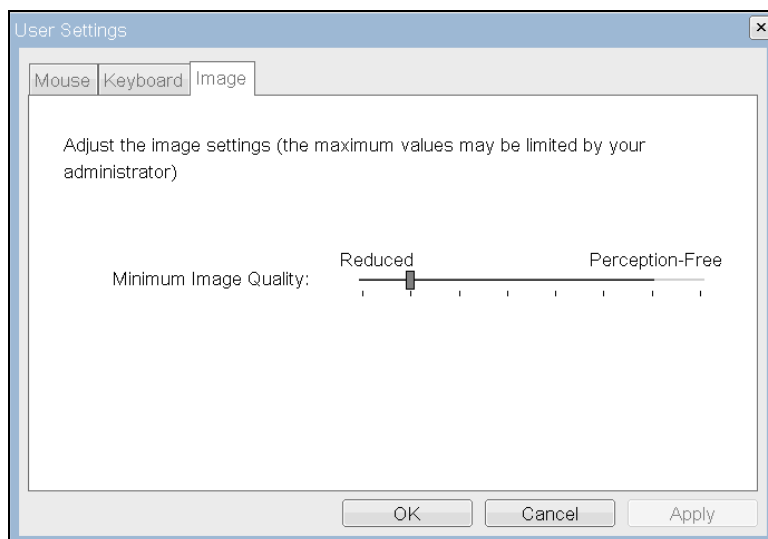 User Settings
Mouse Keyboard Image
Adjust the image settings (the maximum values may be limited by your
administrator)
Reduced Perception-Free
Minimum Image Quality:
OK Cancel Apply